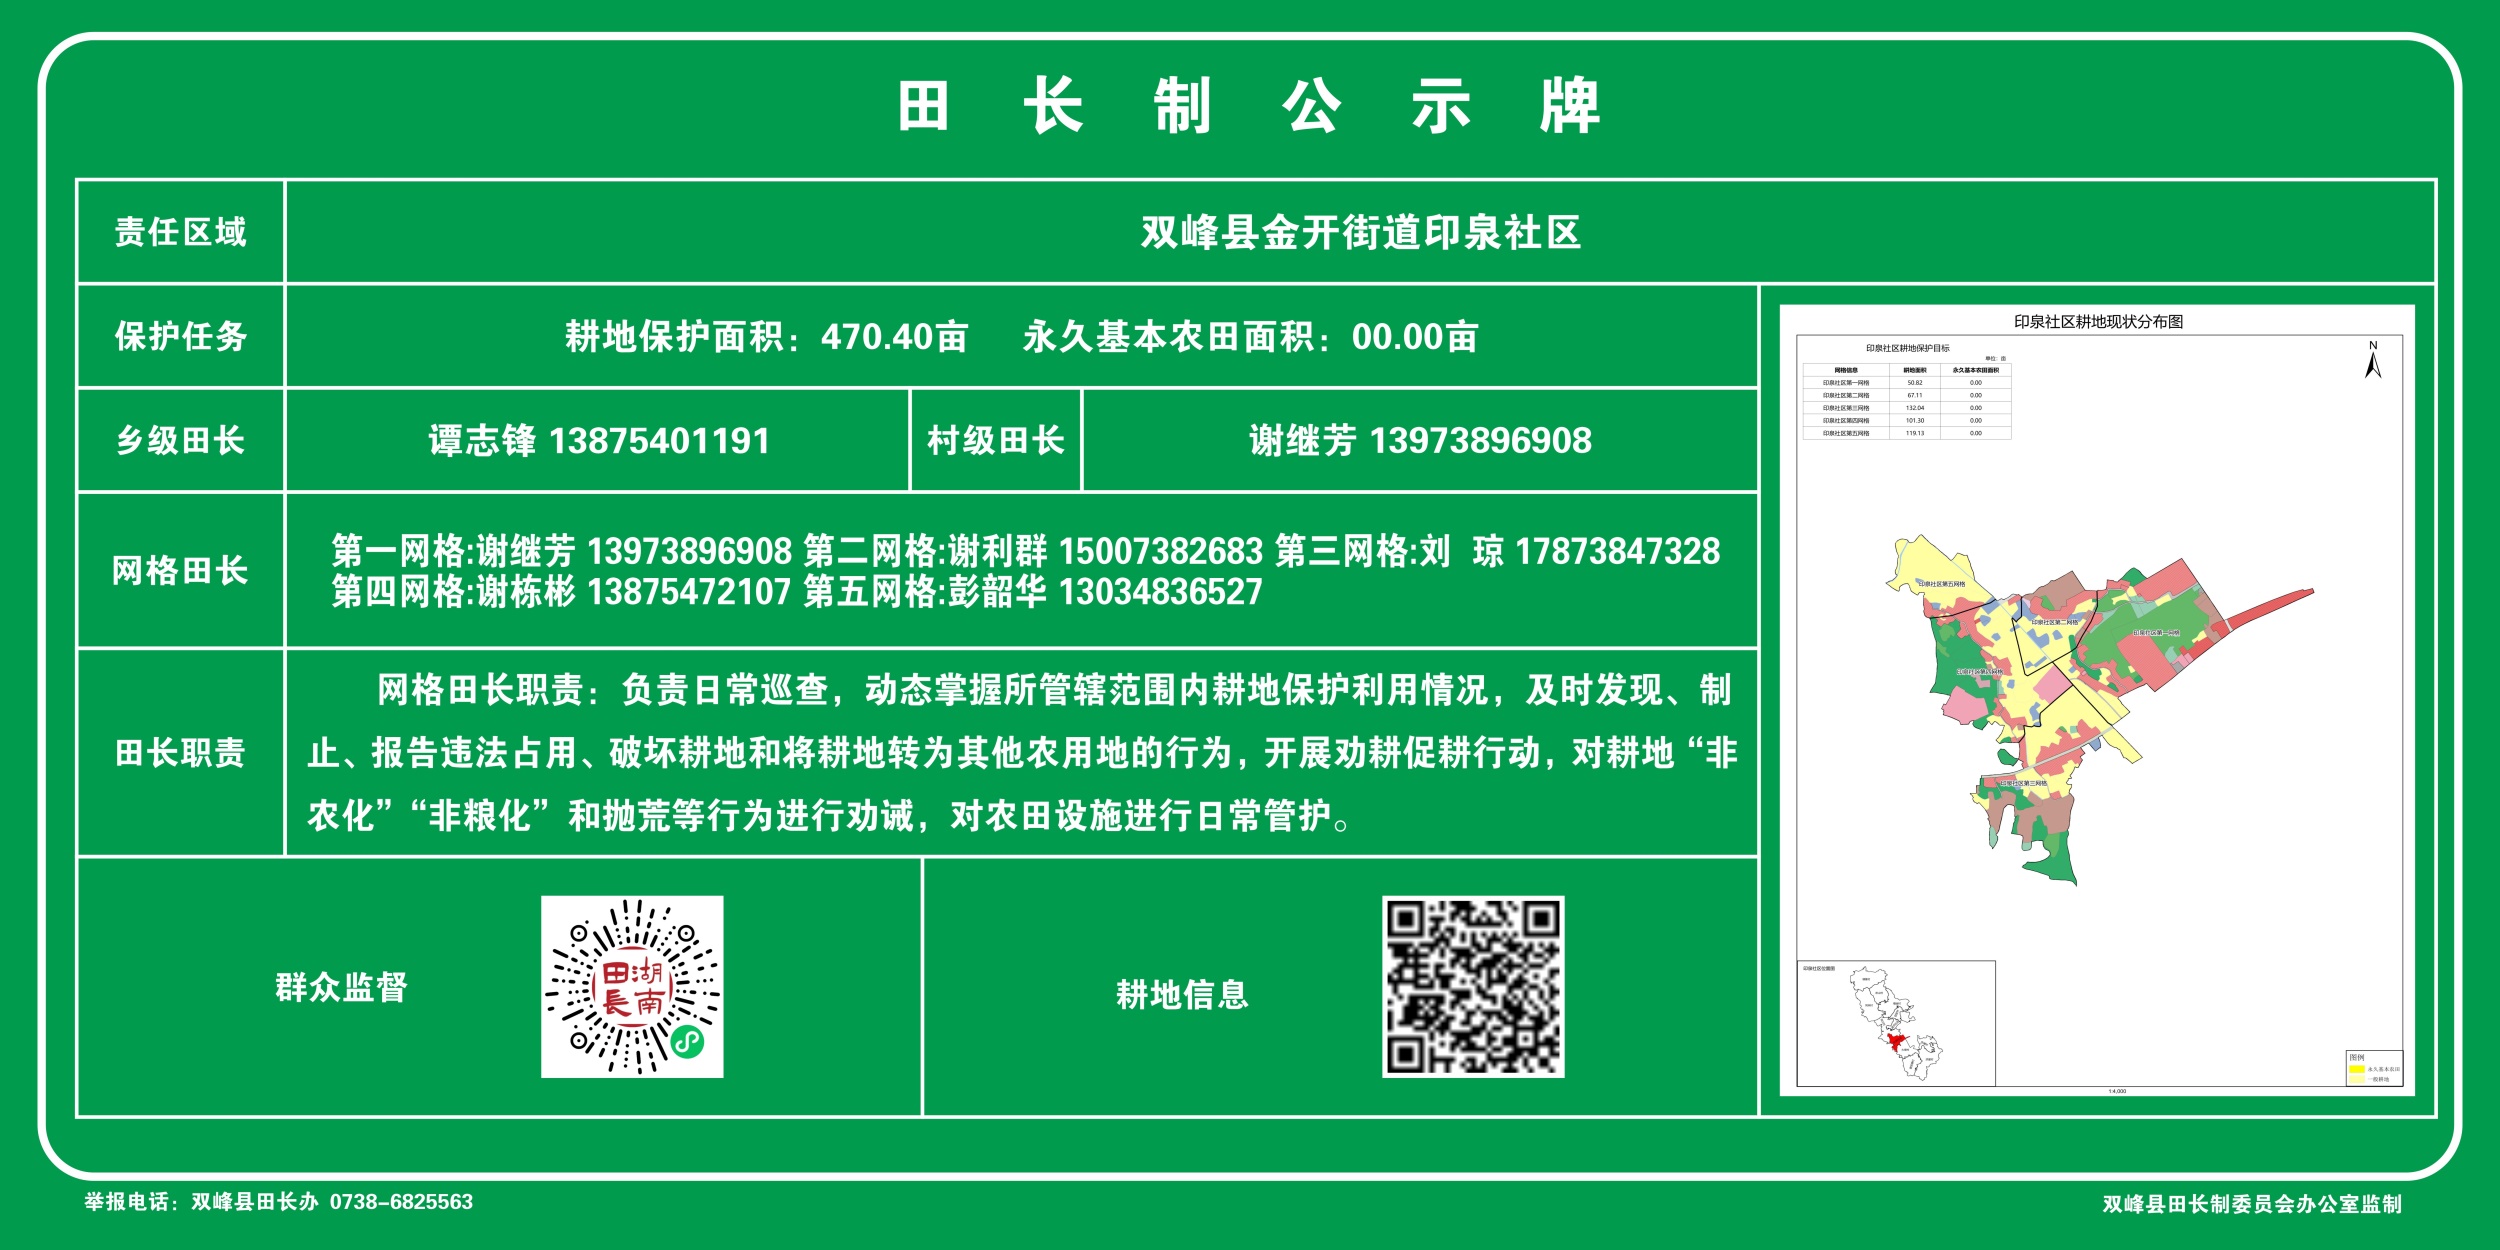 田长制公示牌
责任区域
双峰县金开街道印泉社区
保护任务
耕地保护面积：470.40亩 永久基本农田面积：00.00亩
乡级田长
谭志锋 13875401191
村级田长
谢继芳 13973896908
网格田长
第一网格:谢继芳 13973896908 第二网格:谢利群 15007382683 第三网格:刘 琼 17873847328
第四网格:谢栋彬 13875472107 第五网格:彭韶华 13034836527
田长职责
网格田长职责：负责日常巡查，动态掌握所管辖范围内耕地保护利用情况，及时发现、制
止、报告违法占用、破坏耕地和将耕地转为其他农用地的行为，开展劝耕促耕行动，对耕地“非
农化”“非粮化” 和抛荒等行为进行劝诫，对农田设施进行日常管护。
群众监督
湖南
田長
耕地信息
印泉社区耕地现状分布图
印泉社区耕地保护目标
单位：亩
网格信息 耕地面积 永久基本农田面积
印泉社区第一网格 50.82 0.00
印泉社区第二网格 67.11 0.00
印泉社区第三网格 132.04 0.00
印泉社区第四网格 101.30 0.00
印泉社区第五网格 119.13 0.00
N
印泉社区第五网格
印泉社区第二网格
印泉社区第一网格
印泉社区第四网格
印泉社区第三网格
印泉社区位置图
图例
永久基本农田
一般耕地
1:4,000
举报电话：双峰县田长办 0738-6825563
双峰县田长制委员会办公室监制